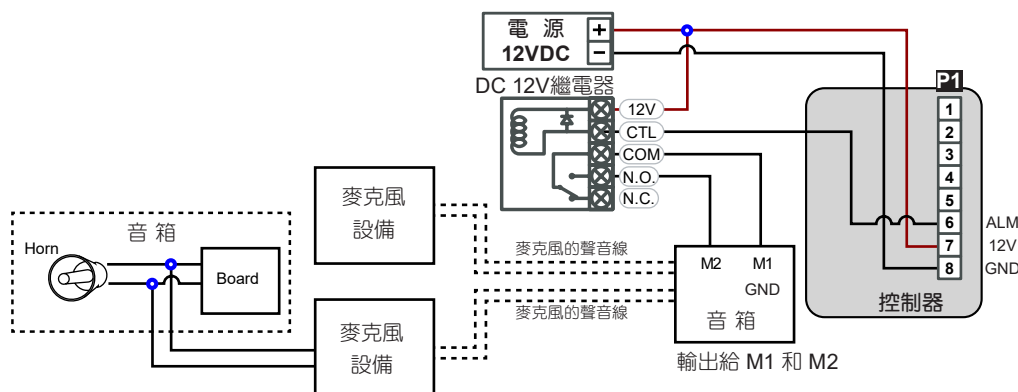 電 源
12VDC
+
−
DC 12V繼電器
12V
CTL
COM
N.O.
N.C.
P1
1
2
3
4
5
6
7
8
ALM
12V
GND
控制器
麥克風
設備
音 箱
Horn
Board
麥克風的聲音線
M2 M1
GND
音 箱
麥克風的聲音線
麥克風
設備
輸出給 M1 和 M2